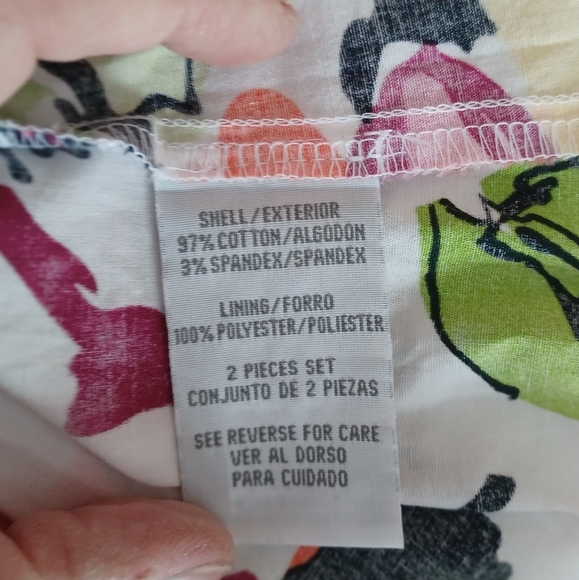 SHELL/EXTERIOR
97% COTTON/ALGODON
3% SPANDEX/SPANDEX
LINING/FORRO
100% POLYESTER/POLIESTER
2 PIECES SET
CONJUNTO DE 2 PIEZAS
SEE REVERSE FOR CARE
VER AL DORSO
PARA CUIDADO